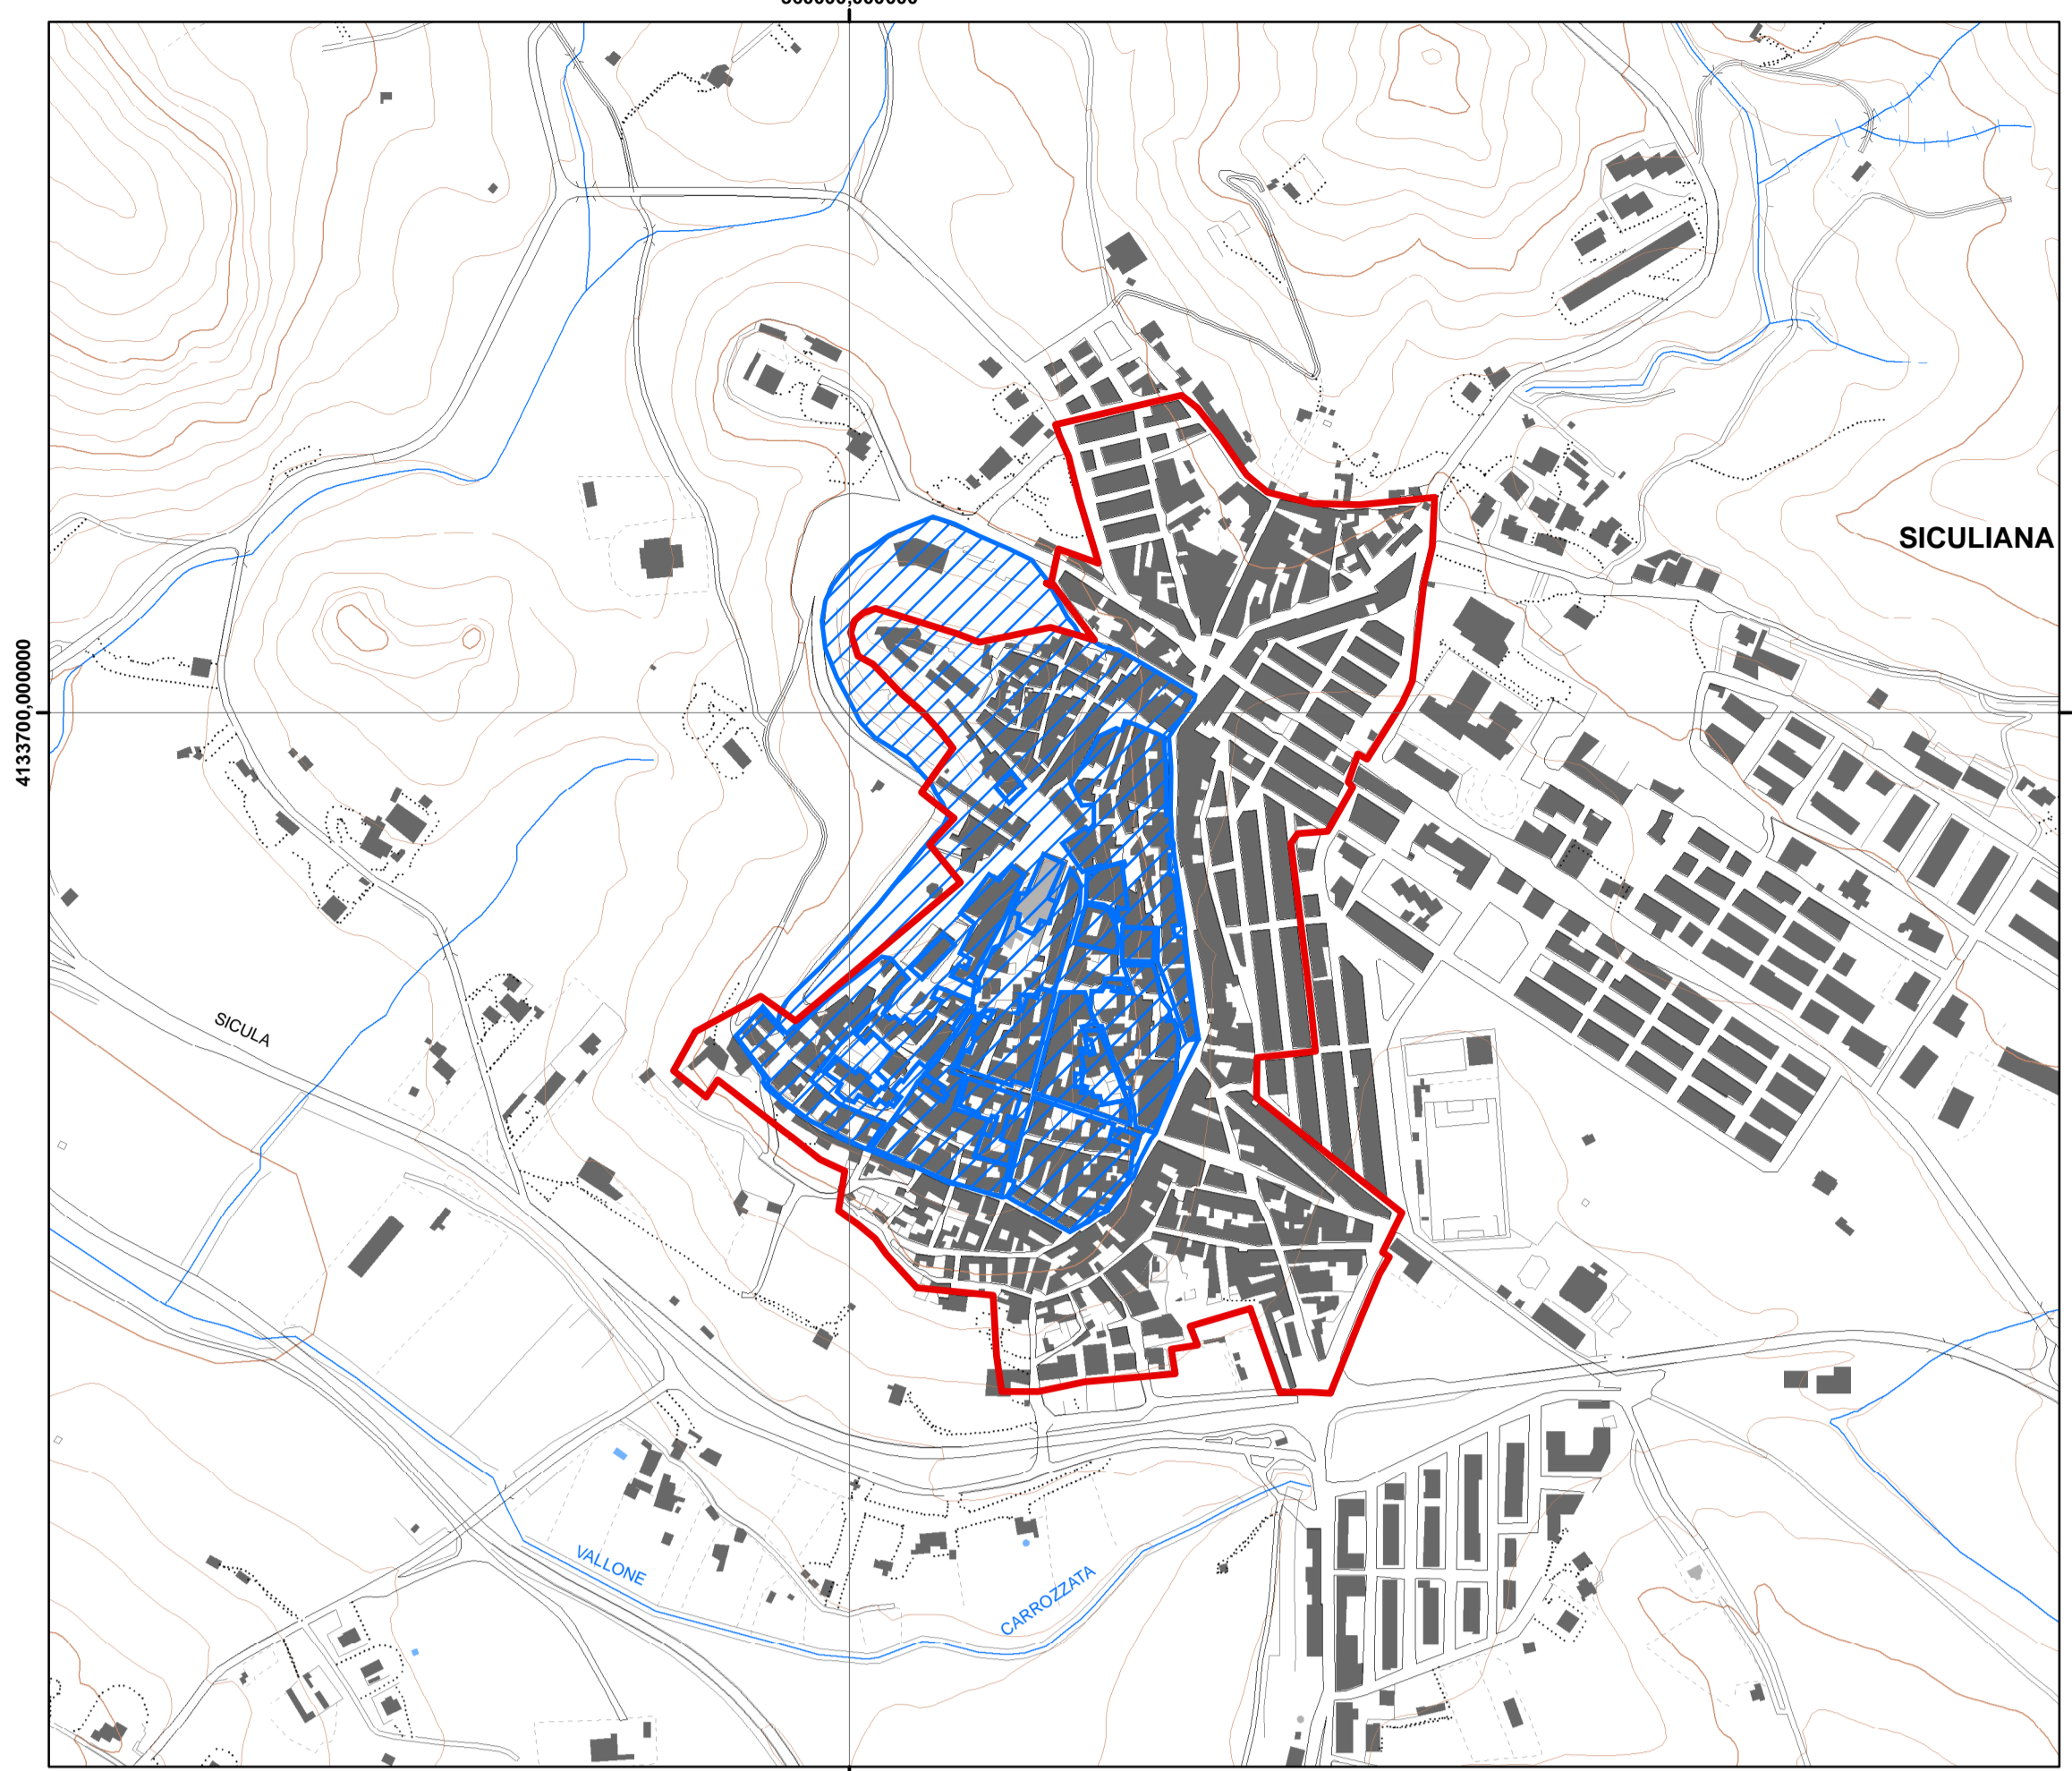 SICULIANA
4133700,000000
SICULA
VALLONE
CARROZZATA